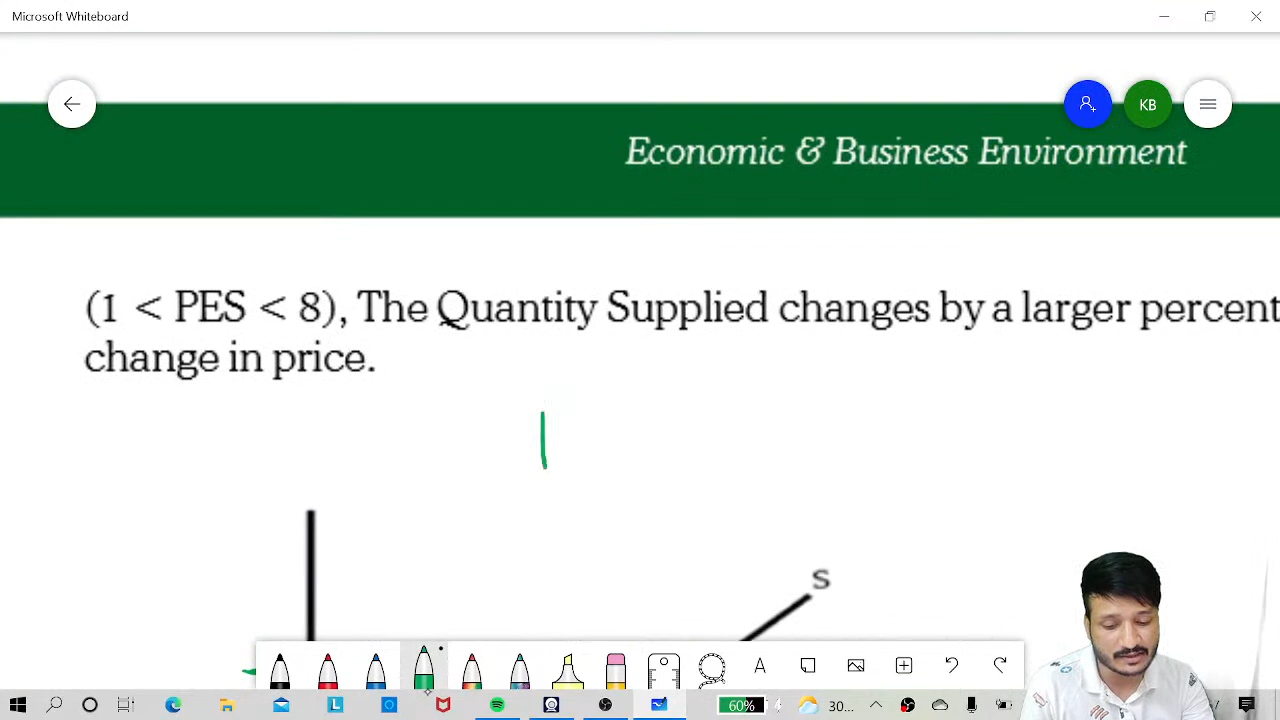 Microsoft Whiteboard
KB
Economic & Business Environment
(1 < PES < 8), The Quantity Supplied changes by a larger percent
change in price.
S
A
60%
30...